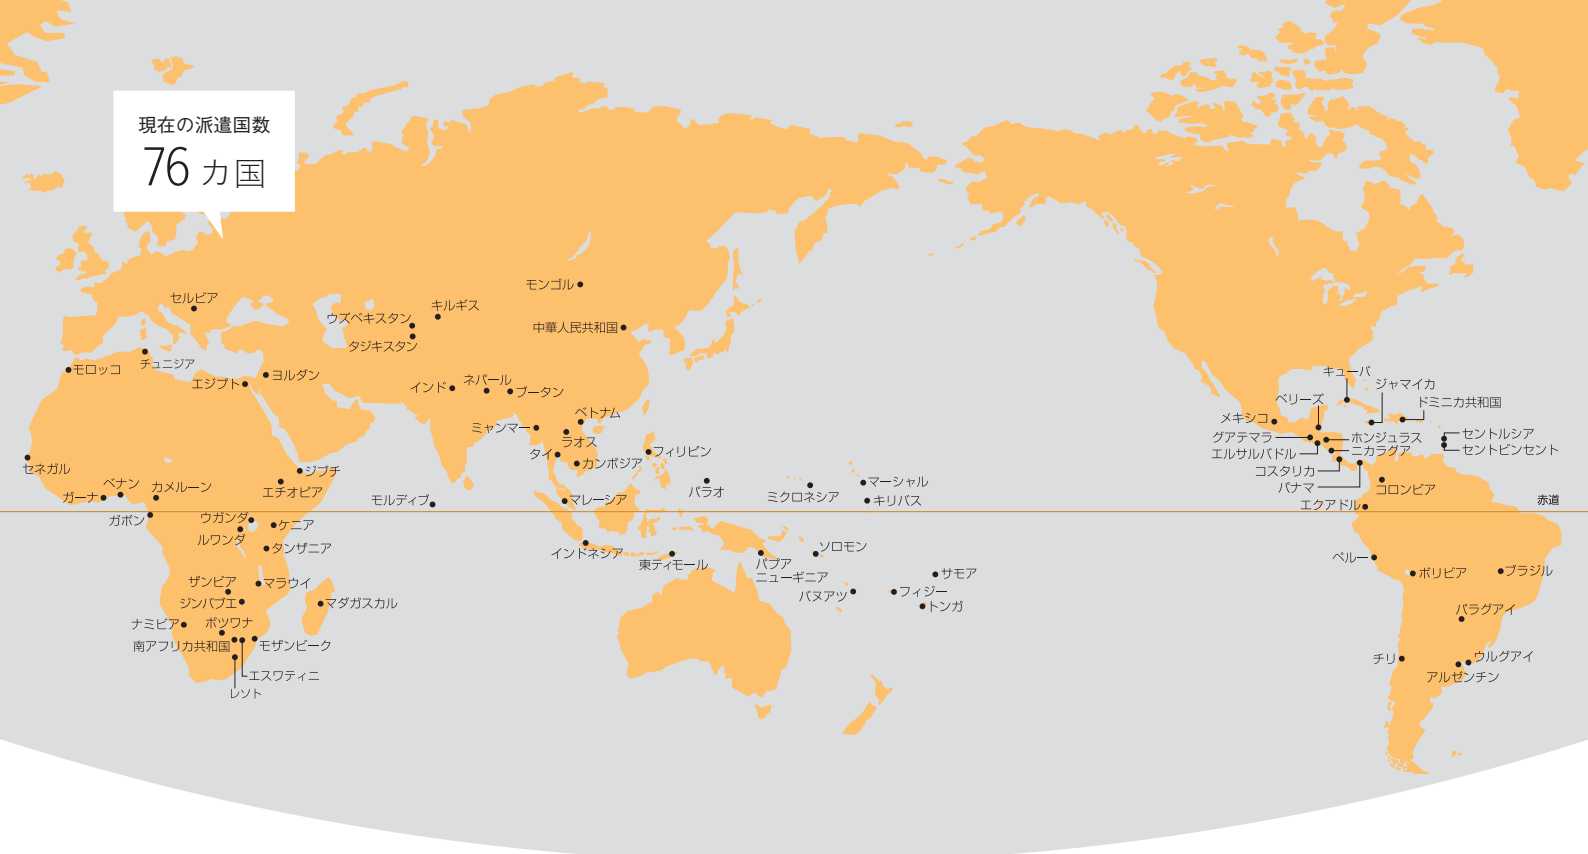 現在の派遣国数
76 カ国
セルビア
モロッコ
チュニジア
エジプト
ヨルダン
ウズベキスタン
キルギス
タジキスタン
モンゴル
中華人民共和国
インド
ネパール
ブータン
ミャンマー
ベトナム
ラオス
タイ
カンボジア
フィリピン
モルディブ
マレーシア
インドネシア
東ティモール
パラオ
ミクロネシア
マーシャル
キリバス
パプア
ニューギニア
ソロモン
バヌアツ
サモア
フィジー
トンガ
セネガル
ガーナ
ベナン
カメルーン
ガボン
ジブチ
エチオピア
ウガンダ
ケニア
ルワンダ
タンザニア
ザンビア
マラウイ
ジンバブエ
マダガスカル
ナミビア
ボツワナ
南アフリカ共和国
モザンビーク
エスワティニ
レソト
キューバ
ジャマイカ
ドミニカ共和国
ベリーズ
メキシコ
グアテマラ
エルサルバドル
ホンジュラス
ニカラグア
コスタリカ
パナマ
セントルシア
セントビンセント
コロンビア
エクアドル
赤道
ペルー
ボリビア
ブラジル
パラグアイ
チリ
ウルグアイ
アルゼンチン